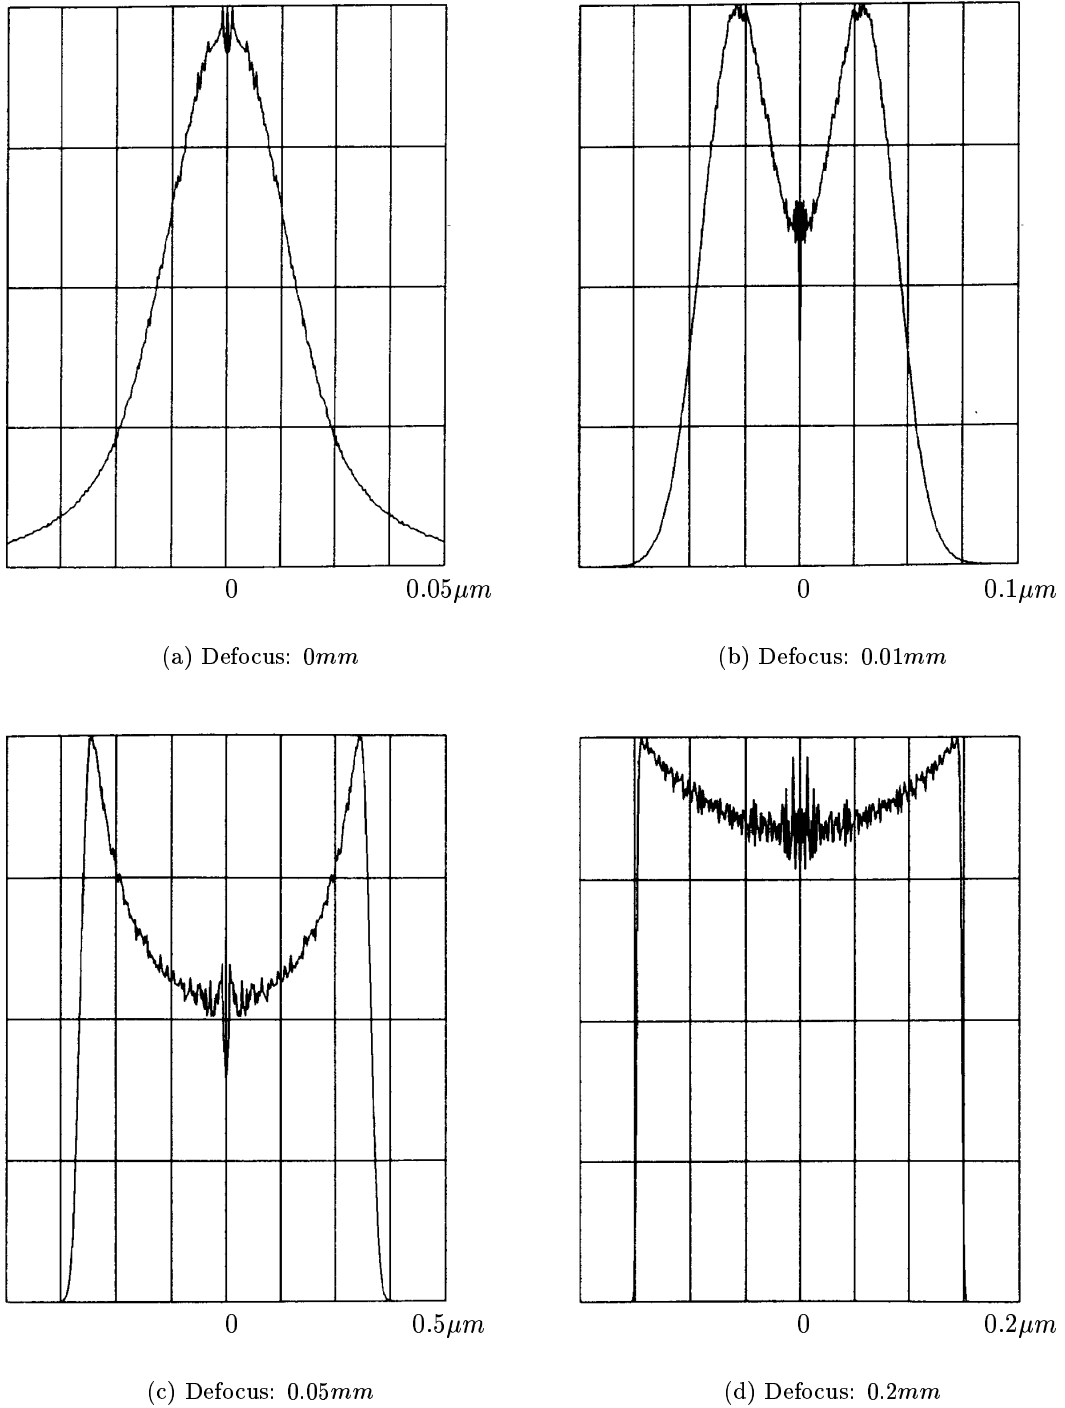 0 0.05μm
0 0.1μm
(a) Defocus: 0mm
(b) Defocus: 0.01mm
0 0.5μm
0 0.2μm
(c) Defocus: 0.05mm
(d) Defocus: 0.2mm